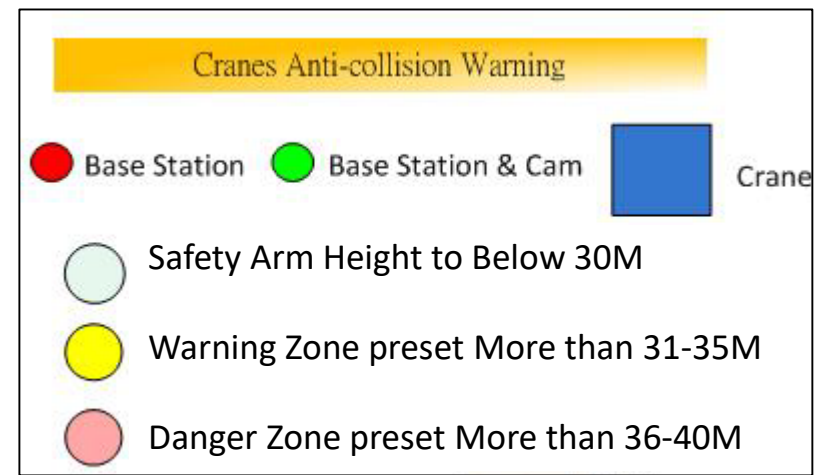 Cranes Anti-collision Warning
Base Station Base Station & Cam Crane
Safety Arm Height to Below 30M
Warning Zone preset More than 31-35M
Danger Zone preset More than 36-40M